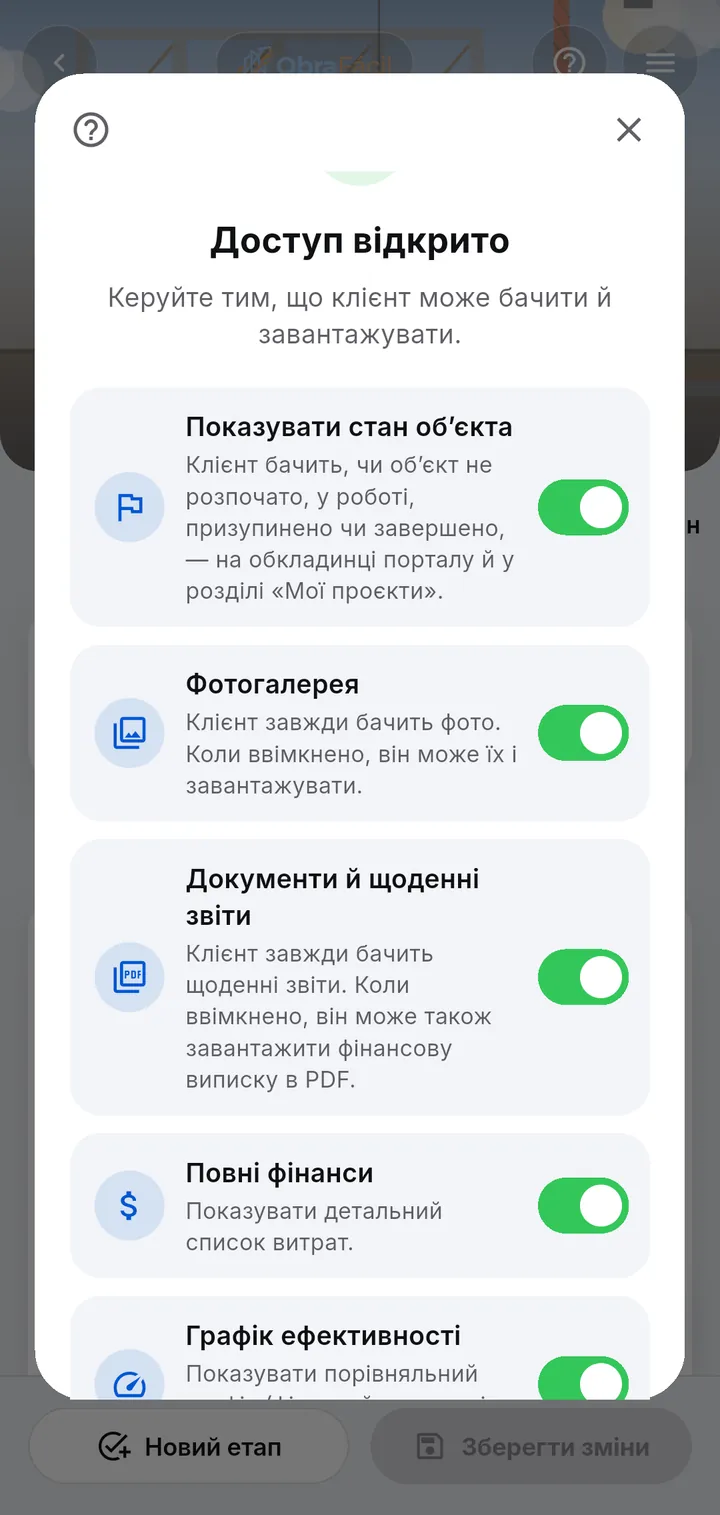 ObraFácil
Доступ відкрито
Керуйте тим, що клієнт може бачити й
завантажувати.
Показувати стан об’єкта
Клієнт бачить, чи об’єкт не
розпочато, у роботі,
призупинено чи завершено,
— на обкладинці порталу й у
розділі «Мої проєкти».
Фотогалерея
Клієнт завжди бачить фото.
Коли ввімкнено, він може їх і
завантажувати.
Документи й щоденні
звіти
Клієнт завжди бачить
щоденні звіти. Коли
ввімкнено, він може також
завантажити фінансову
виписку в PDF.
PDF
Повні фінанси
Показувати детальний
список витрат.
Графік ефективності
Показувати порівняльний
Новий етап
Зберегти зміни